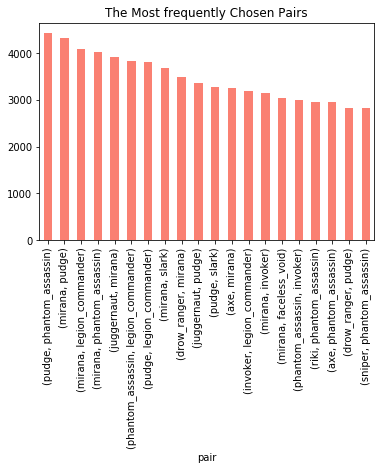 The Most frequently Chosen Pairs
4000
3000
2000
1000
0
(pudge, phantom_assassin)
(mirana, pudge)
(mirana, legion_commander)
(mirana, phantom_assassin)
(juggernaut, mirana)
(phantom_assassin, legion_commander)
(pudge, legion_commander)
(mirana, slark)
(drow_ranger, mirana)
(juggernaut, pudge)
(pudge, slark)
(axe, mirana)
(invoker, legion_commander)
(mirana, invoker)
(mirana, faceless_void)
(phantom_assassin, invoker)
(riki, phantom_assassin)
(axe, phantom_assassin)
(drow_ranger, pudge)
(sniper, phantom_assassin)
pair